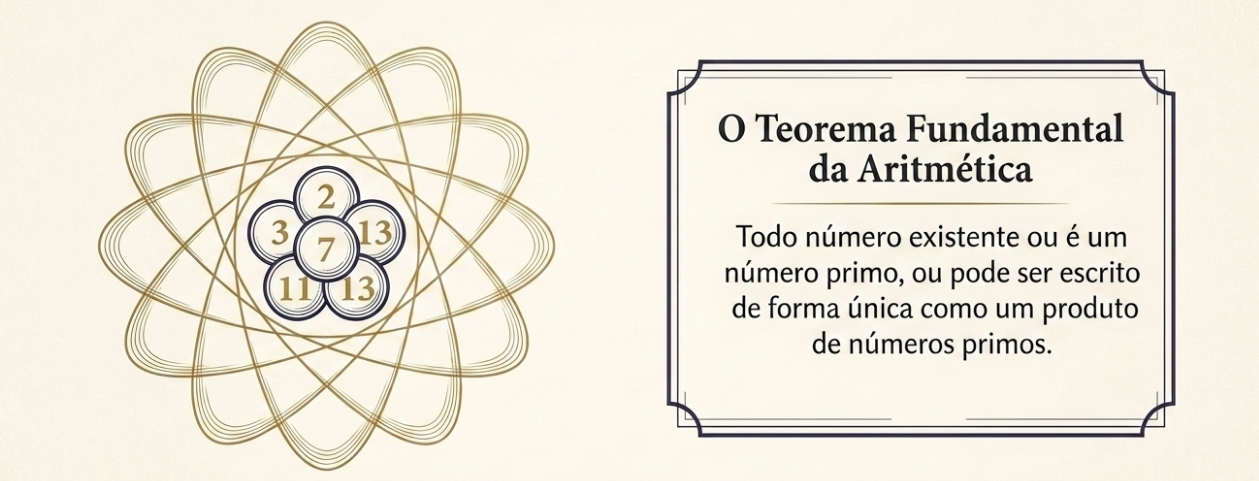 2
3
13
7
11
13
O Teorema Fundamental
da Aritmética
Todo número existente ou é um
número primo, ou pode ser escrito
de forma única como um produto
de números primos.